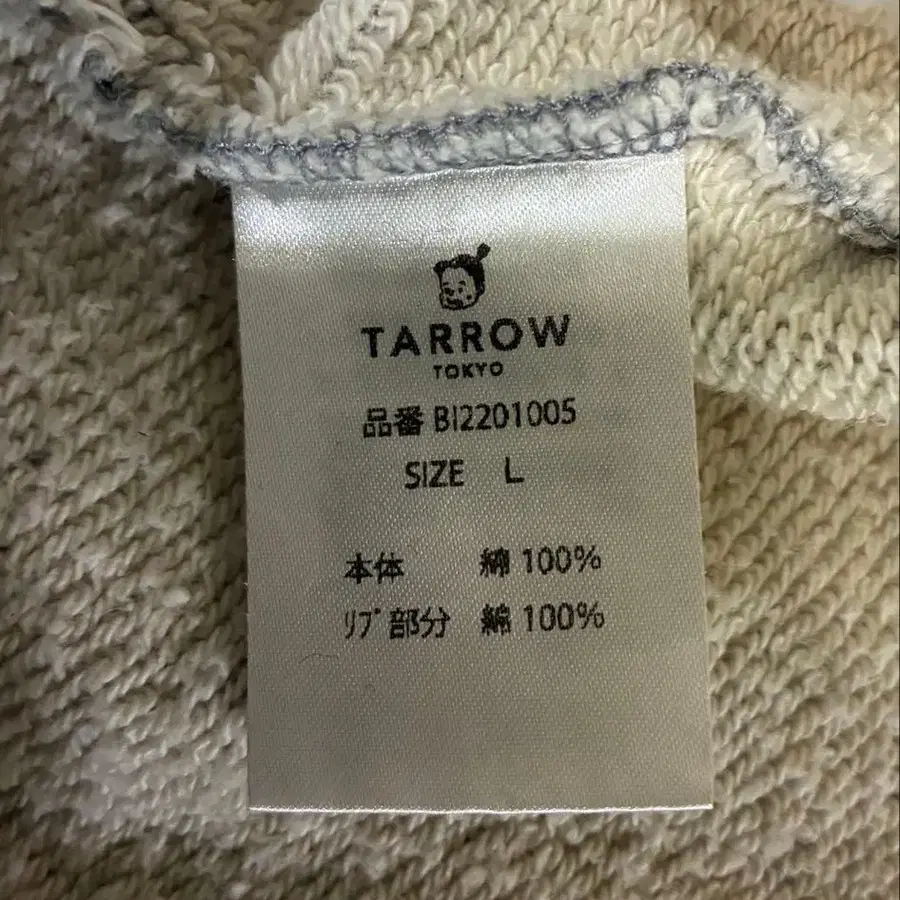 TARROW
TOKYO
品番 BI2201005
SIZE L
本体 綿 100%
ﾘﾌﾞ部分 綿 100%